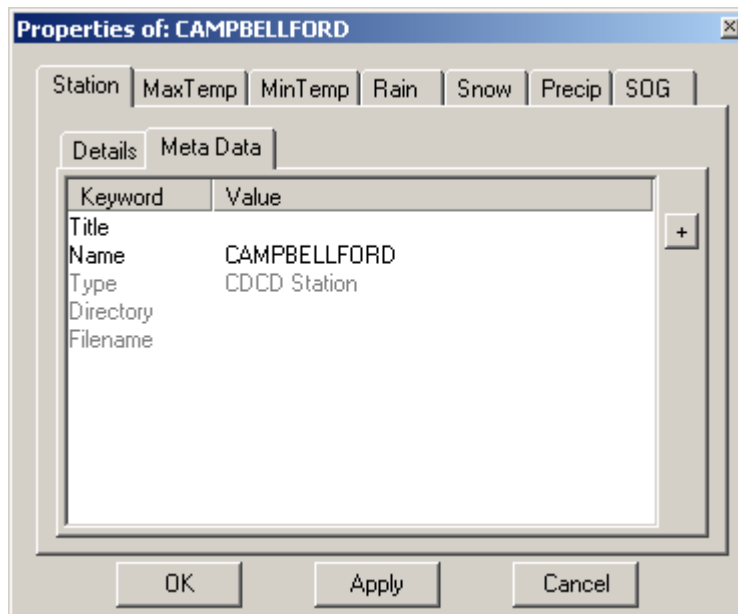 Properties of: CAMPBELLFORD
Station MaxTemp MinTemp Rain Snow Precip SOG
Details Meta Data
Keyword Value
+
Title
Name CAMPBELLFORD
Type CDCD Station
Directory
Filename
OK Apply Cancel